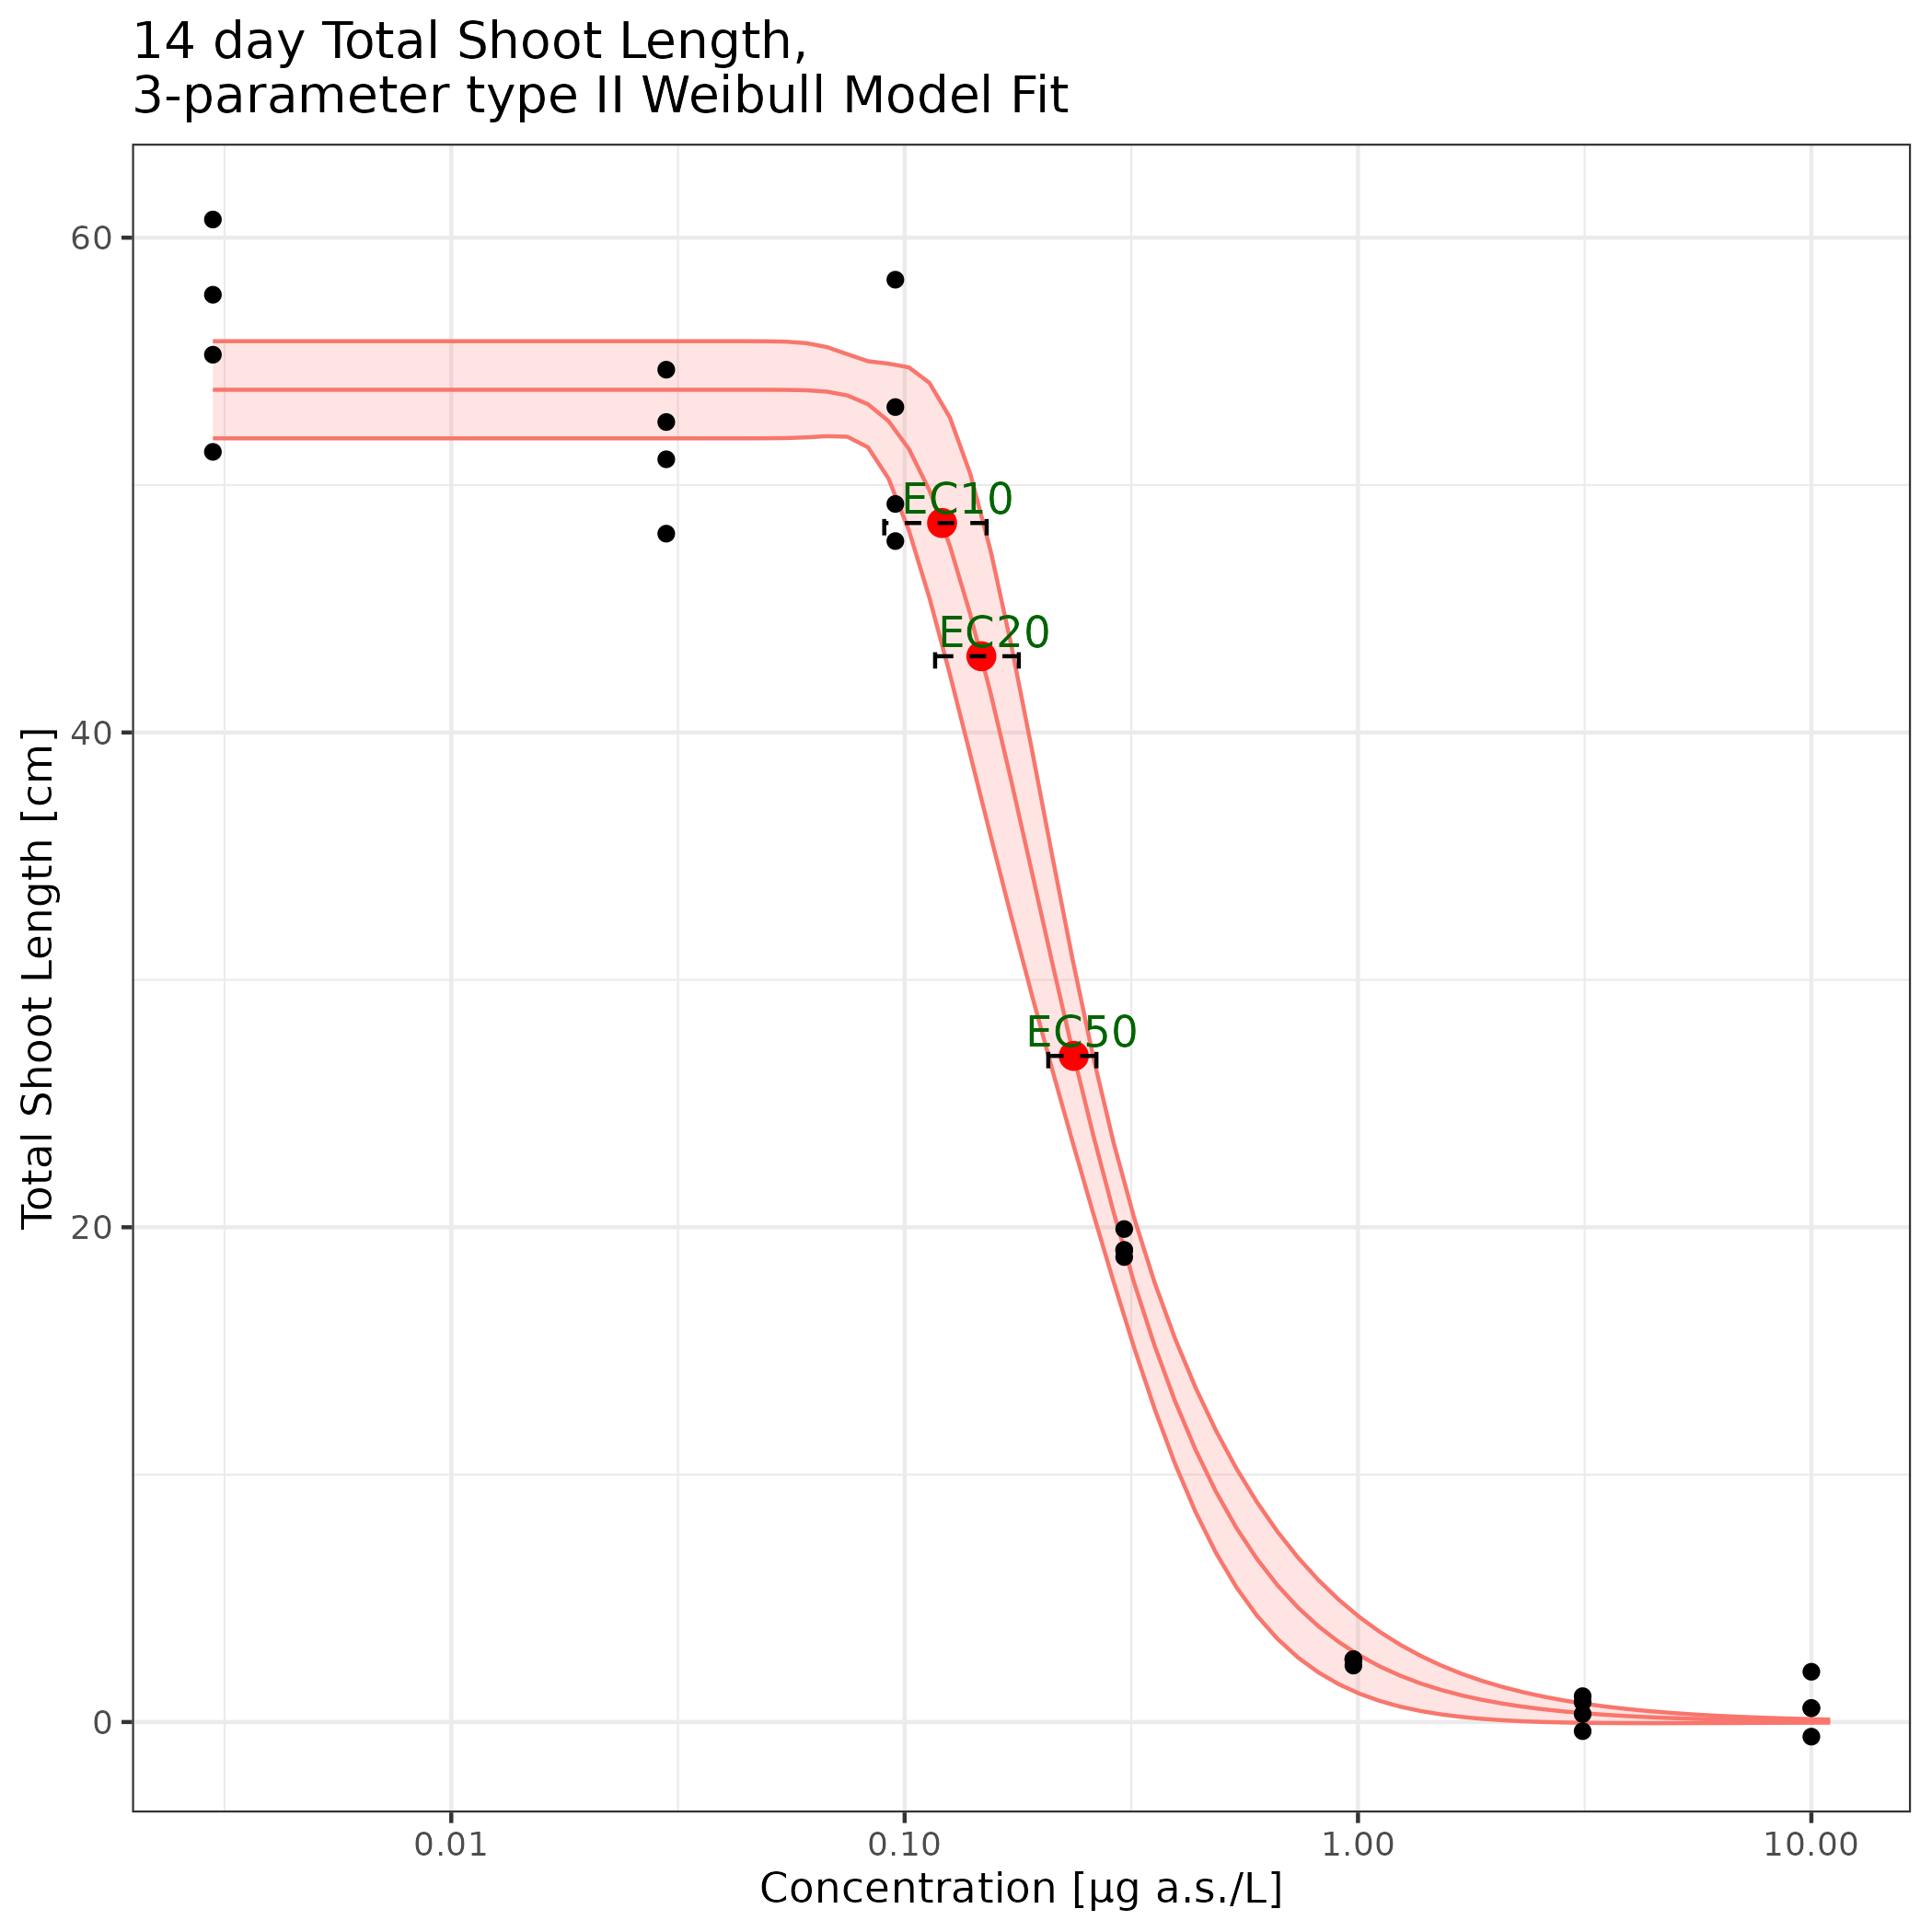 14 day Total Shoot Length,
3-parameter type II Weibull Model Fit
60
40
20
0
Total Shoot Length [cm]
EC10
EC20
EC50
0.01
0.10
1.00
10.00
Concentration [µg a.s./L]